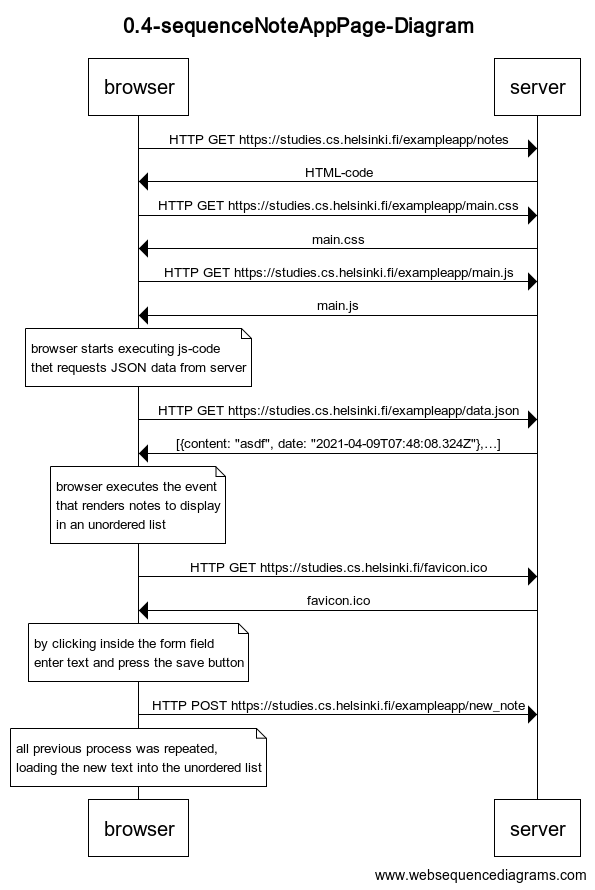 0.4-sequenceNoteAppPage-Diagram
browser
server
HTTP GET https://studies.cs.helsinki.fi/exampleapp/notes
HTML-code
HTTP GET https://studies.cs.helsinki.fi/exampleapp/main.css
main.css
HTTP GET https://studies.cs.helsinki.fi/exampleapp/main.js
main.js
browser starts executing js-code
thet requests JSON data from server
HTTP GET https://studies.cs.helsinki.fi/exampleapp/data.json
[{content: "asdf", date: "2021-04-09T07:48:08.324Z"},...]
browser executes the event
that renders notes to display
in an unordered list
HTTP GET https://studies.cs.helsinki.fi/favicon.ico
favicon.ico
by clicking inside the form field
enter text and press the save button
HTTP POST https://studies.cs.helsinki.fi/exampleapp/new_note
all previous process was repeated,
loading the new text into the unordered list
browser
server
www.websequencediagrams.com